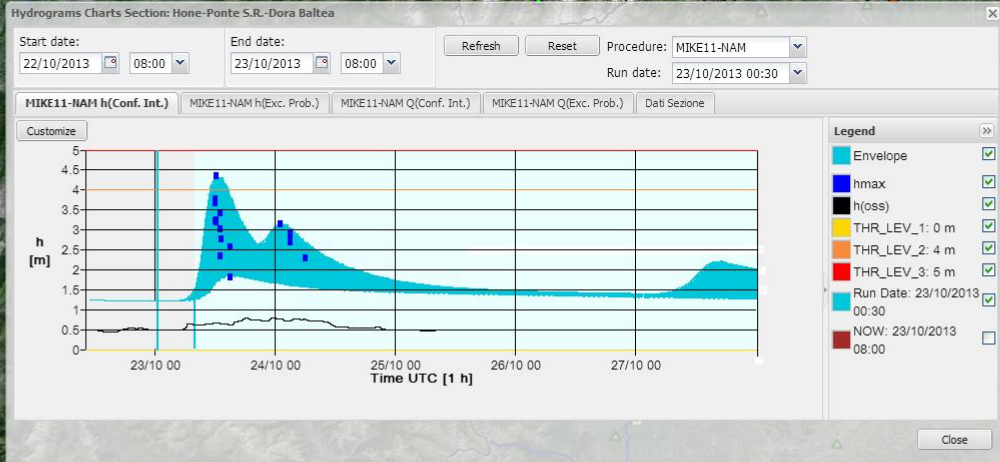 Hydrograms Charts Section: Hone-Ponte S.R.-Dora Baltea
Start date:
22/10/2013 08:00
End date:
23/10/2013 08:00
Refresh Reset
Procedure: MIKE11-NAM
Run date: 23/10/2013 00:30
MIKE11-NAM h(Conf. Int.) MIKE11-NAM h(Exc. Prob.) MIKE11-NAM Q(Conf. Int.) MIKE11-NAM Q(Exc. Prob.) Dati Sezione
Customize
h
[m]
5
4.5
4
3.5
3
2.5
2
1.5
1
0.5
0
23/10 00 24/10 00 25/10 00 26/10 00 27/10 00
Time UTC [1 h]
Legend
Envelope
hmax
h(oss)
THR_LEV_1: 0 m
THR_LEV_2: 4 m
THR_LEV_3: 5 m
Run Date: 23/10/2013
00:30
NOW: 23/10/2013
08:00
Close